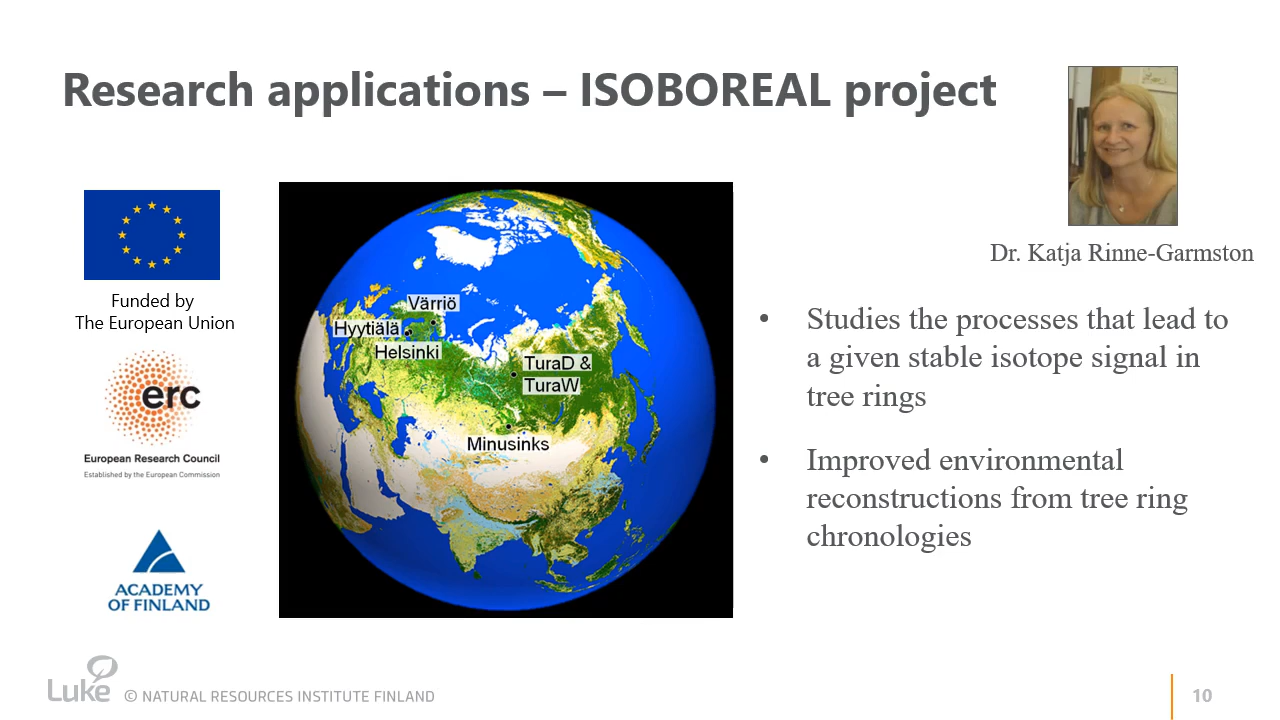 Research applications – ISOBOREAL project
Funded by
The European Union
erc
European Research Council
Established by the European Commission
ACADEMY
OF FINLAND
Värriö
Hyytiälä
Helsinki
TuraD &
TuraW
Minusinks
Dr. Katja Rinne-Garmston
• Studies the processes that lead to
a given stable isotope signal in
tree rings
• Improved environmental
reconstructions from tree ring
chronologies
Luke
© NATURAL RESOURCES INSTITUTE FINLAND
10